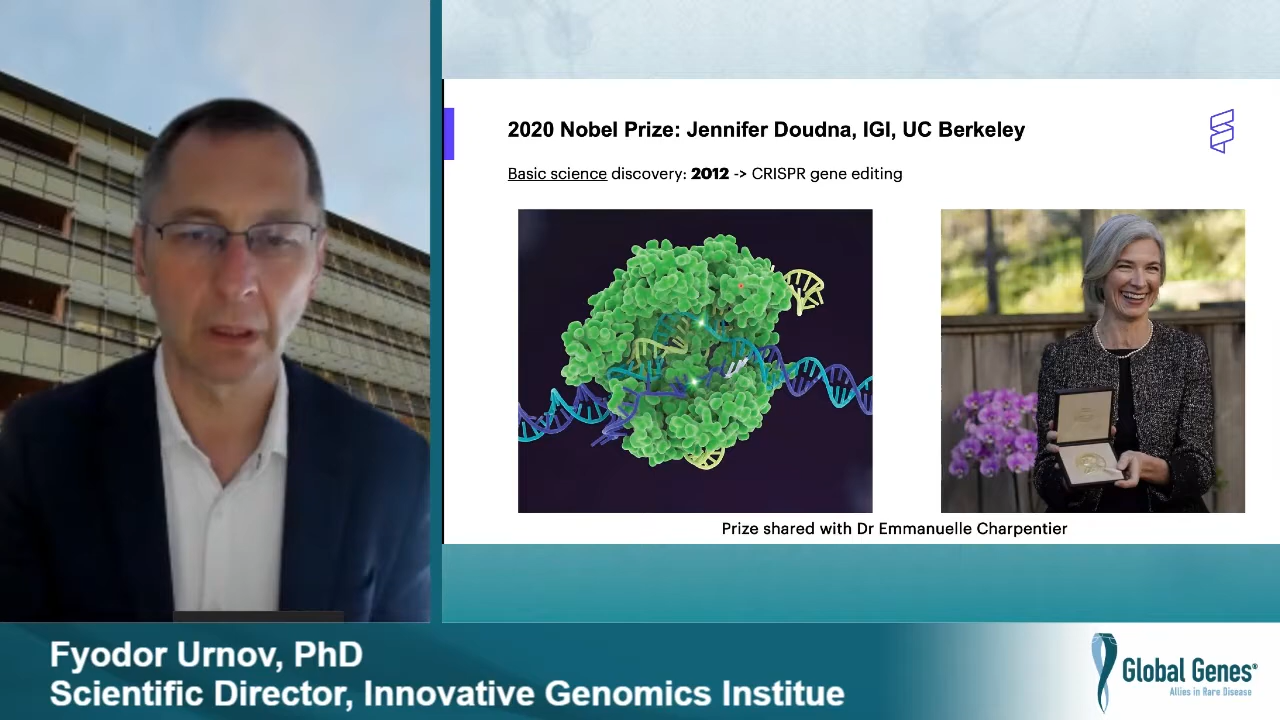 2020 Nobel Prize: Jennifer Doudna, IGI, UC Berkeley
Basic science discovery: 2012 -> CRISPR gene editing
Prize shared with Dr Emmanuelle Charpentier
Fyodor Urnov, PhD
Scientific Director, Innovative Genomics Institue
Global Genes®
Allies in Rare Disease